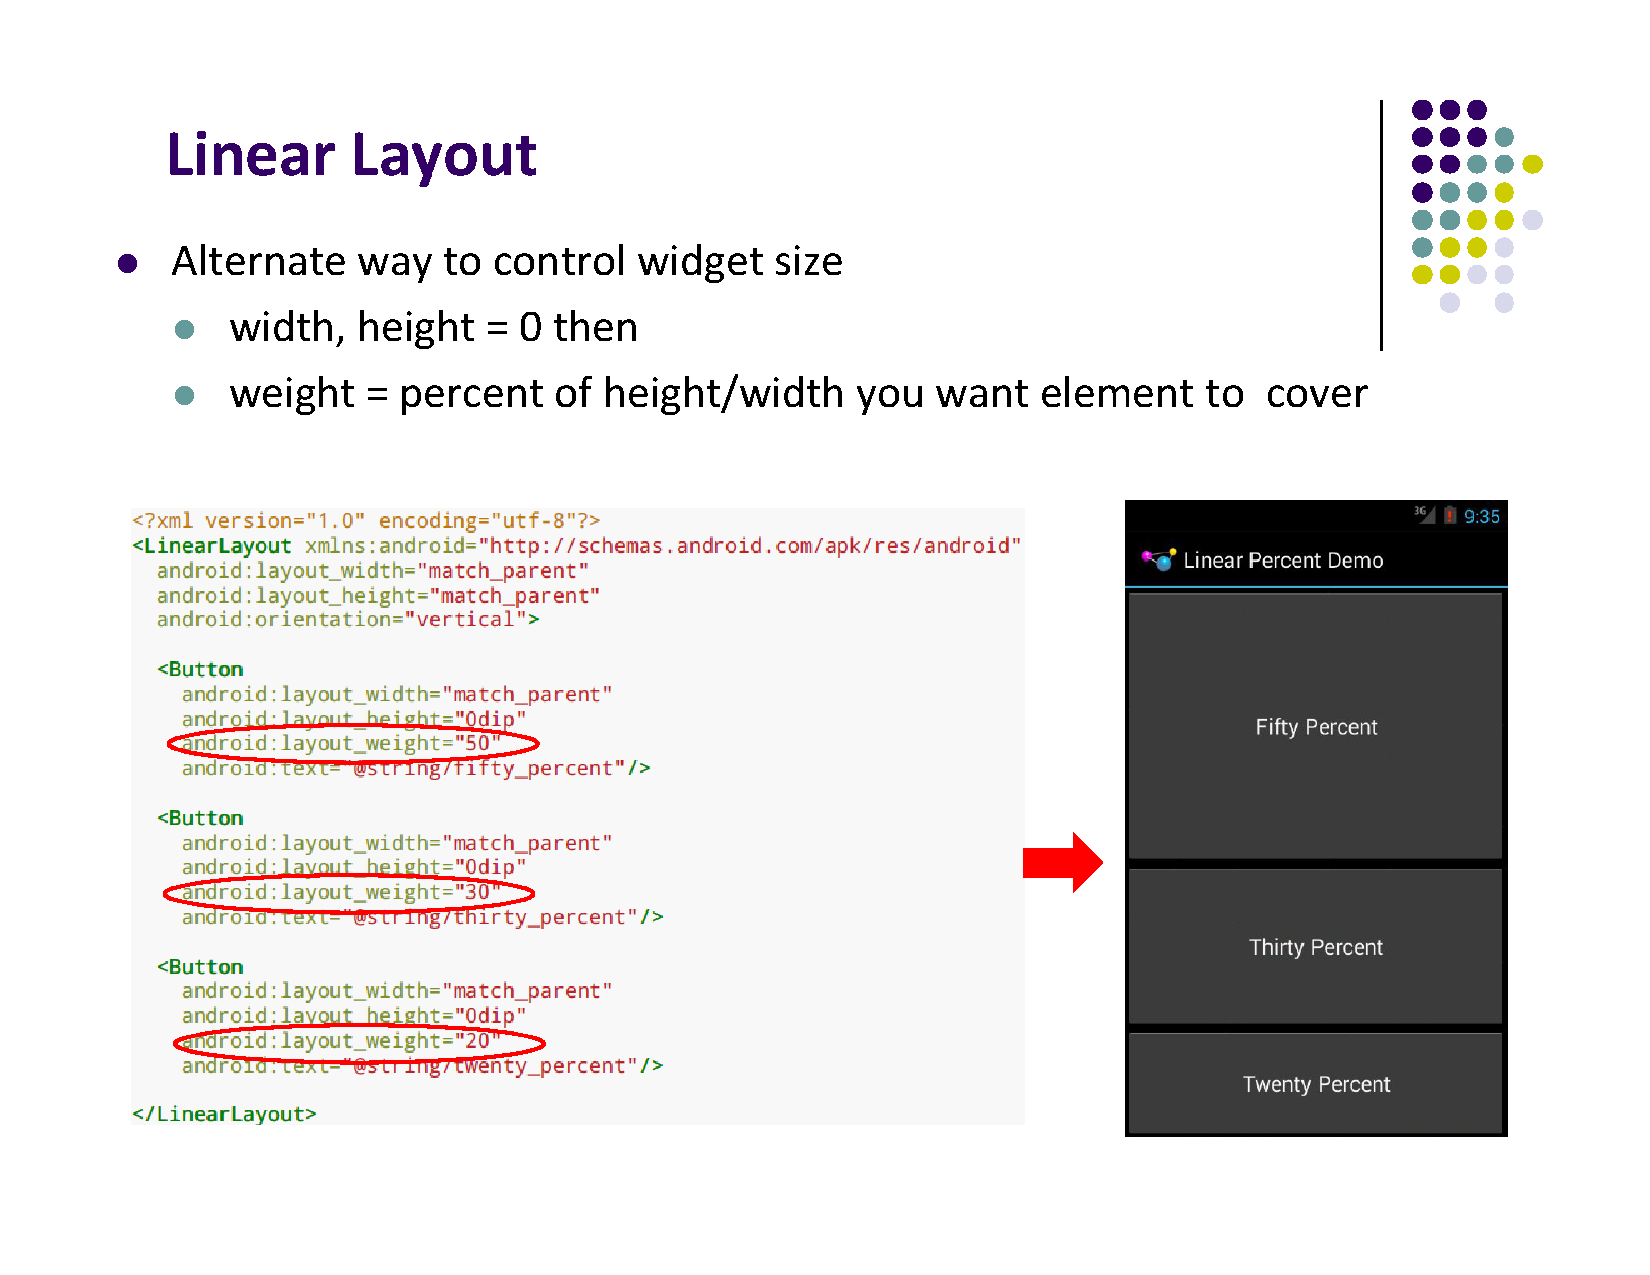 Linear Layout
Alternate way to control widget size
width, height = 0 then
weight = percent of height/width you want element to cover
<?xml version="1.0" encoding="utf-8"?>
<LinearLayout xmlns:android="http://schemas.android.com/apk/res/android"
android:layout_width="match_parent"
android:layout_height="match_parent"
android:orientation="vertical">
<Button
android:layout_width="match_parent"
android:layout_height="0dip"
android:layout_weight="50"
android:text="@string/fifty_percent"/>
<Button
android:layout_width="match_parent"
android:layout_height="0dip"
android:layout_weight="30"
android:text="@string/thirty_percent"/>
<Button
android:layout_width="match_parent"
android:layout_height="0dip"
android:layout_weight="20"
android:text="@string/twenty_percent"/>
</LinearLayout>
3G 9:35
Linear Percent Demo
Fifty Percent
Thirty Percent
Twenty Percent